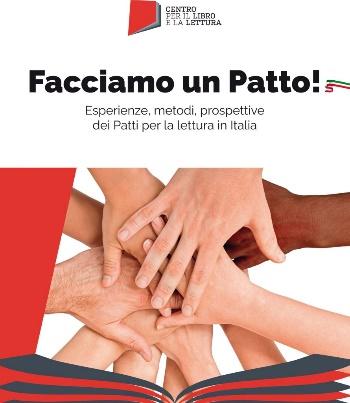 CENTRO
PER IL LIBRO
E LA LETTURA
Facciamo un Patto!
Esperienze, metodi, prospettive
dei Patti per la lettura in Italia